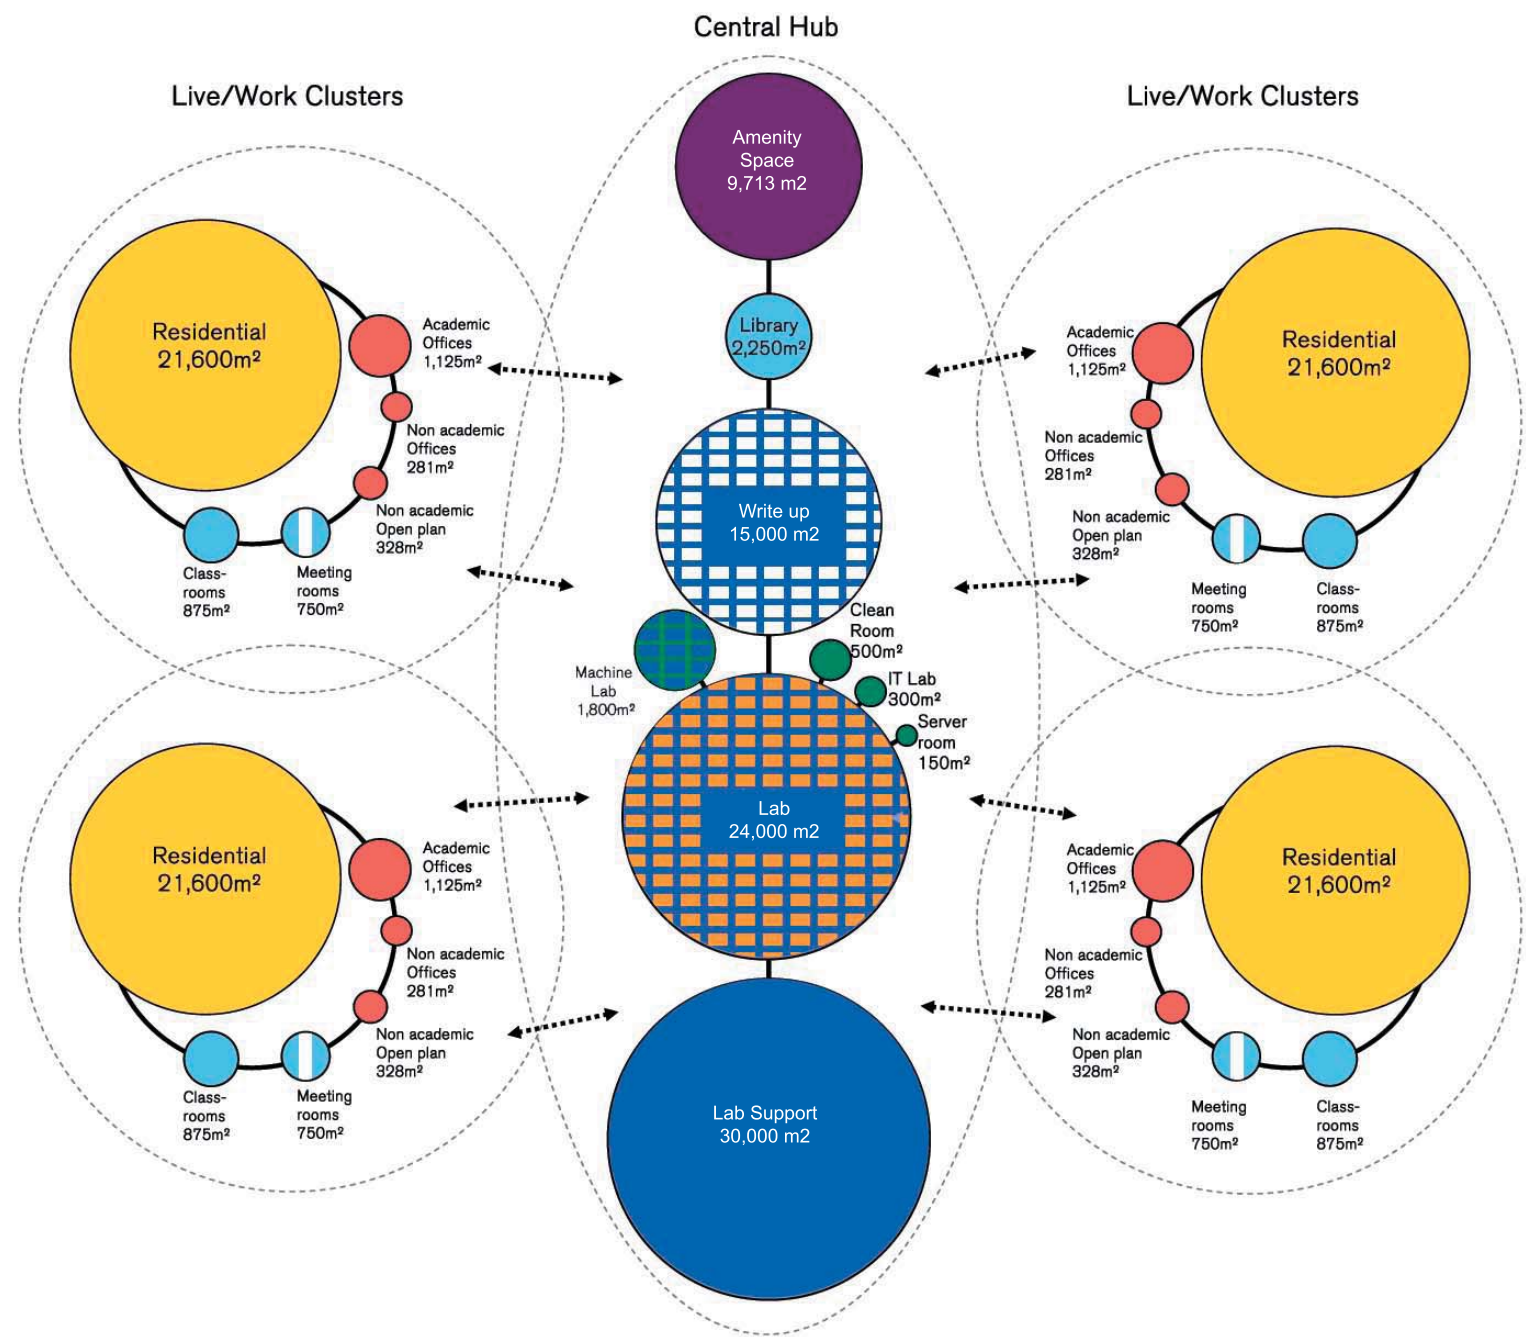 Central Hub
Live/Work Clusters
Live/Work Clusters
Amenity
Space
9,713 m2
Library
2,250m²
Write up
15,000 m2
Machine
Lab
1,800m²
Clean
Room
500m²
IT Lab
300m²
Server
room
150m²
Lab
24,000 m2
Lab Support
30,000 m2
Residential
21,600m²
Academic
Offices
1,125m²
Non academic
Offices
281m²
Non academic
Open plan
328m²
Class-
rooms
875m²
Meeting
rooms
750m²
Residential
21,600m²
Academic
Offices
1,125m²
Non academic
Offices
281m²
Non academic
Open plan
328m²
Meeting
rooms
750m²
Class-
rooms
875m²
Residential
21,600m²
Academic
Offices
1,125m²
Non academic
Offices
281m²
Non academic
Open plan
328m²
Class-
rooms
875m²
Meeting
rooms
750m²
Residential
21,600m²
Academic
Offices
1,125m²
Non academic
Offices
281m²
Non academic
Open plan
328m²
Meeting
rooms
750m²
Class-
rooms
875m²